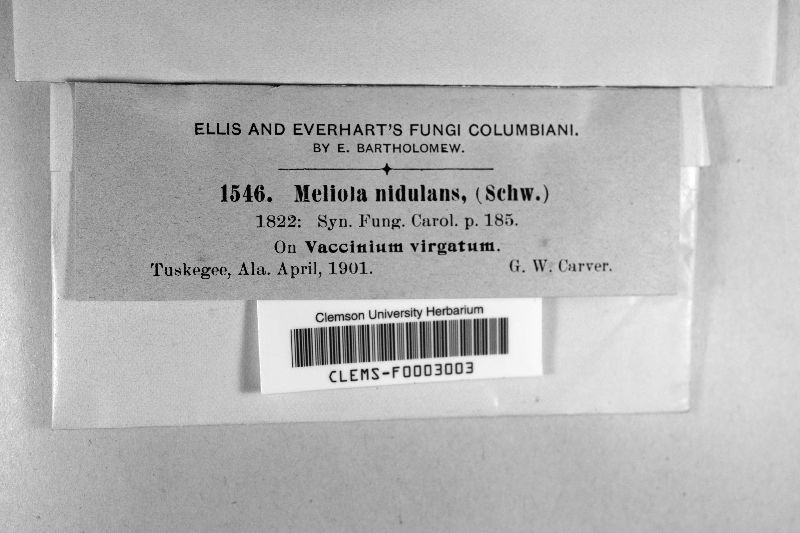 ELLIS AND EVERHART'S FUNGI COLUMBIANI.
BY E. BARTHOLOMEW.
1546. Meliola nidulans, (Schw.)
1822: Syn. Fung. Carol. p. 185.
On Vaccinium virgatum.
Tuskegee, Ala. April, 1901. G. W. Carver.
Clemson University Herbarium
CLEMS-F0003003